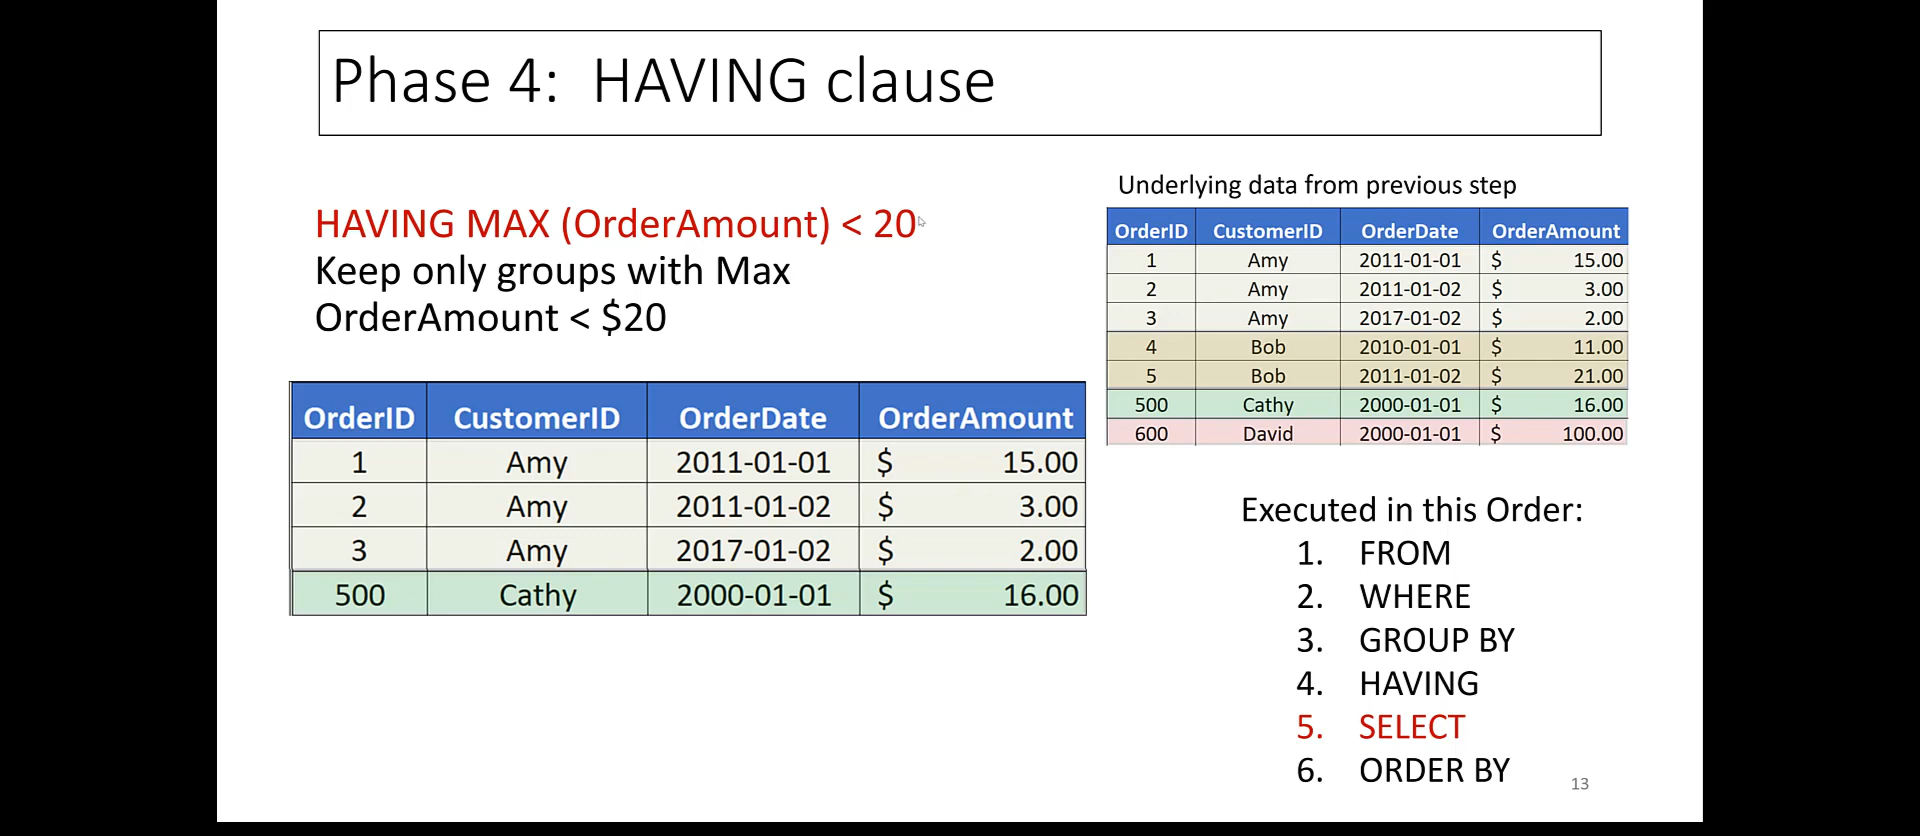 Phase 4:  HAVING clause
HAVING MAX (OrderAmount) < 20
Keep only groups with Max
OrderAmount < $20
OrderID CustomerID OrderDate OrderAmount
1 Amy 2011-01-01 $ 15.00
2 Amy 2011-01-02 $ 3.00
3 Amy 2017-01-02 $ 2.00
500 Cathy 2000-01-01 $ 16.00
Underlying data from previous step
OrderID CustomerID OrderDate OrderAmount
1 Amy 2011-01-01 $ 15.00
2 Amy 2011-01-02 $ 3.00
3 Amy 2017-01-02 $ 2.00
4 Bob 2010-01-01 $ 11.00
5 Bob 2011-01-02 $ 21.00
500 Cathy 2000-01-01 $ 16.00
600 David 2000-01-01 $ 100.00
Executed in this Order:
1. FROM
2. WHERE
3. GROUP BY
4. HAVING
5. SELECT
6. ORDER BY
13